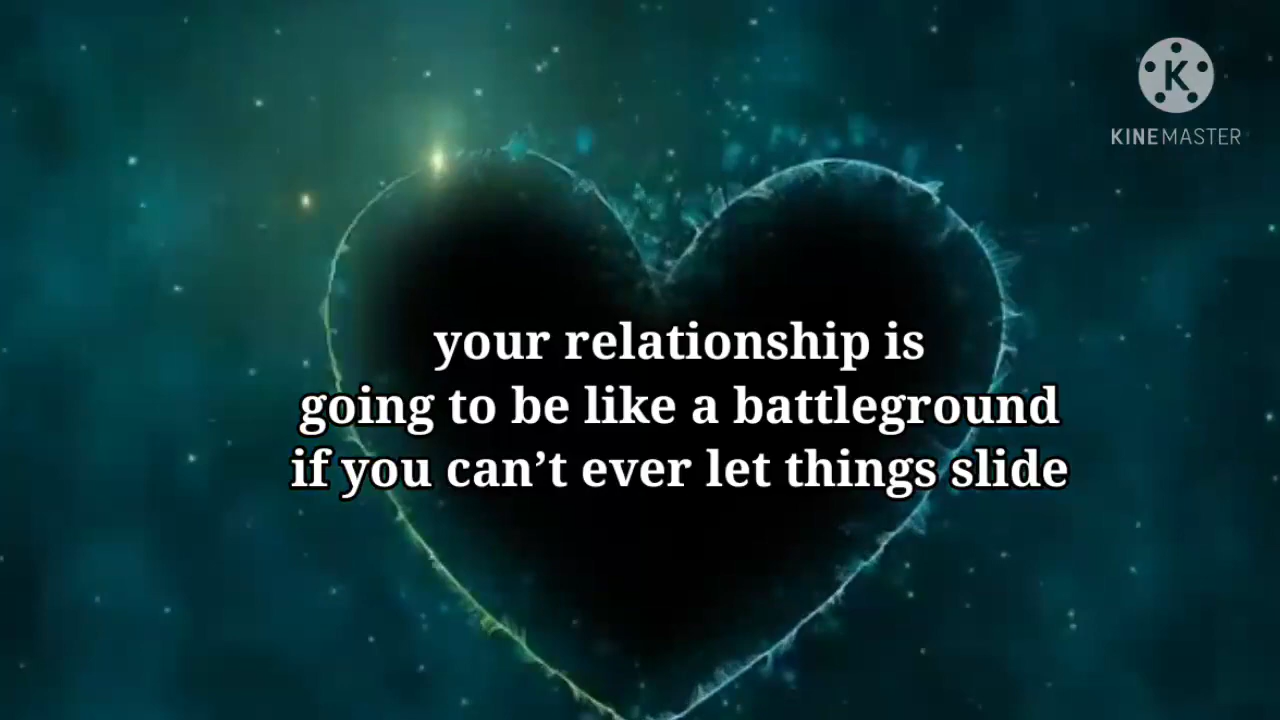 K
KINEMASTER
your relationship is
going to be like a battleground
if you can’t ever let things slide